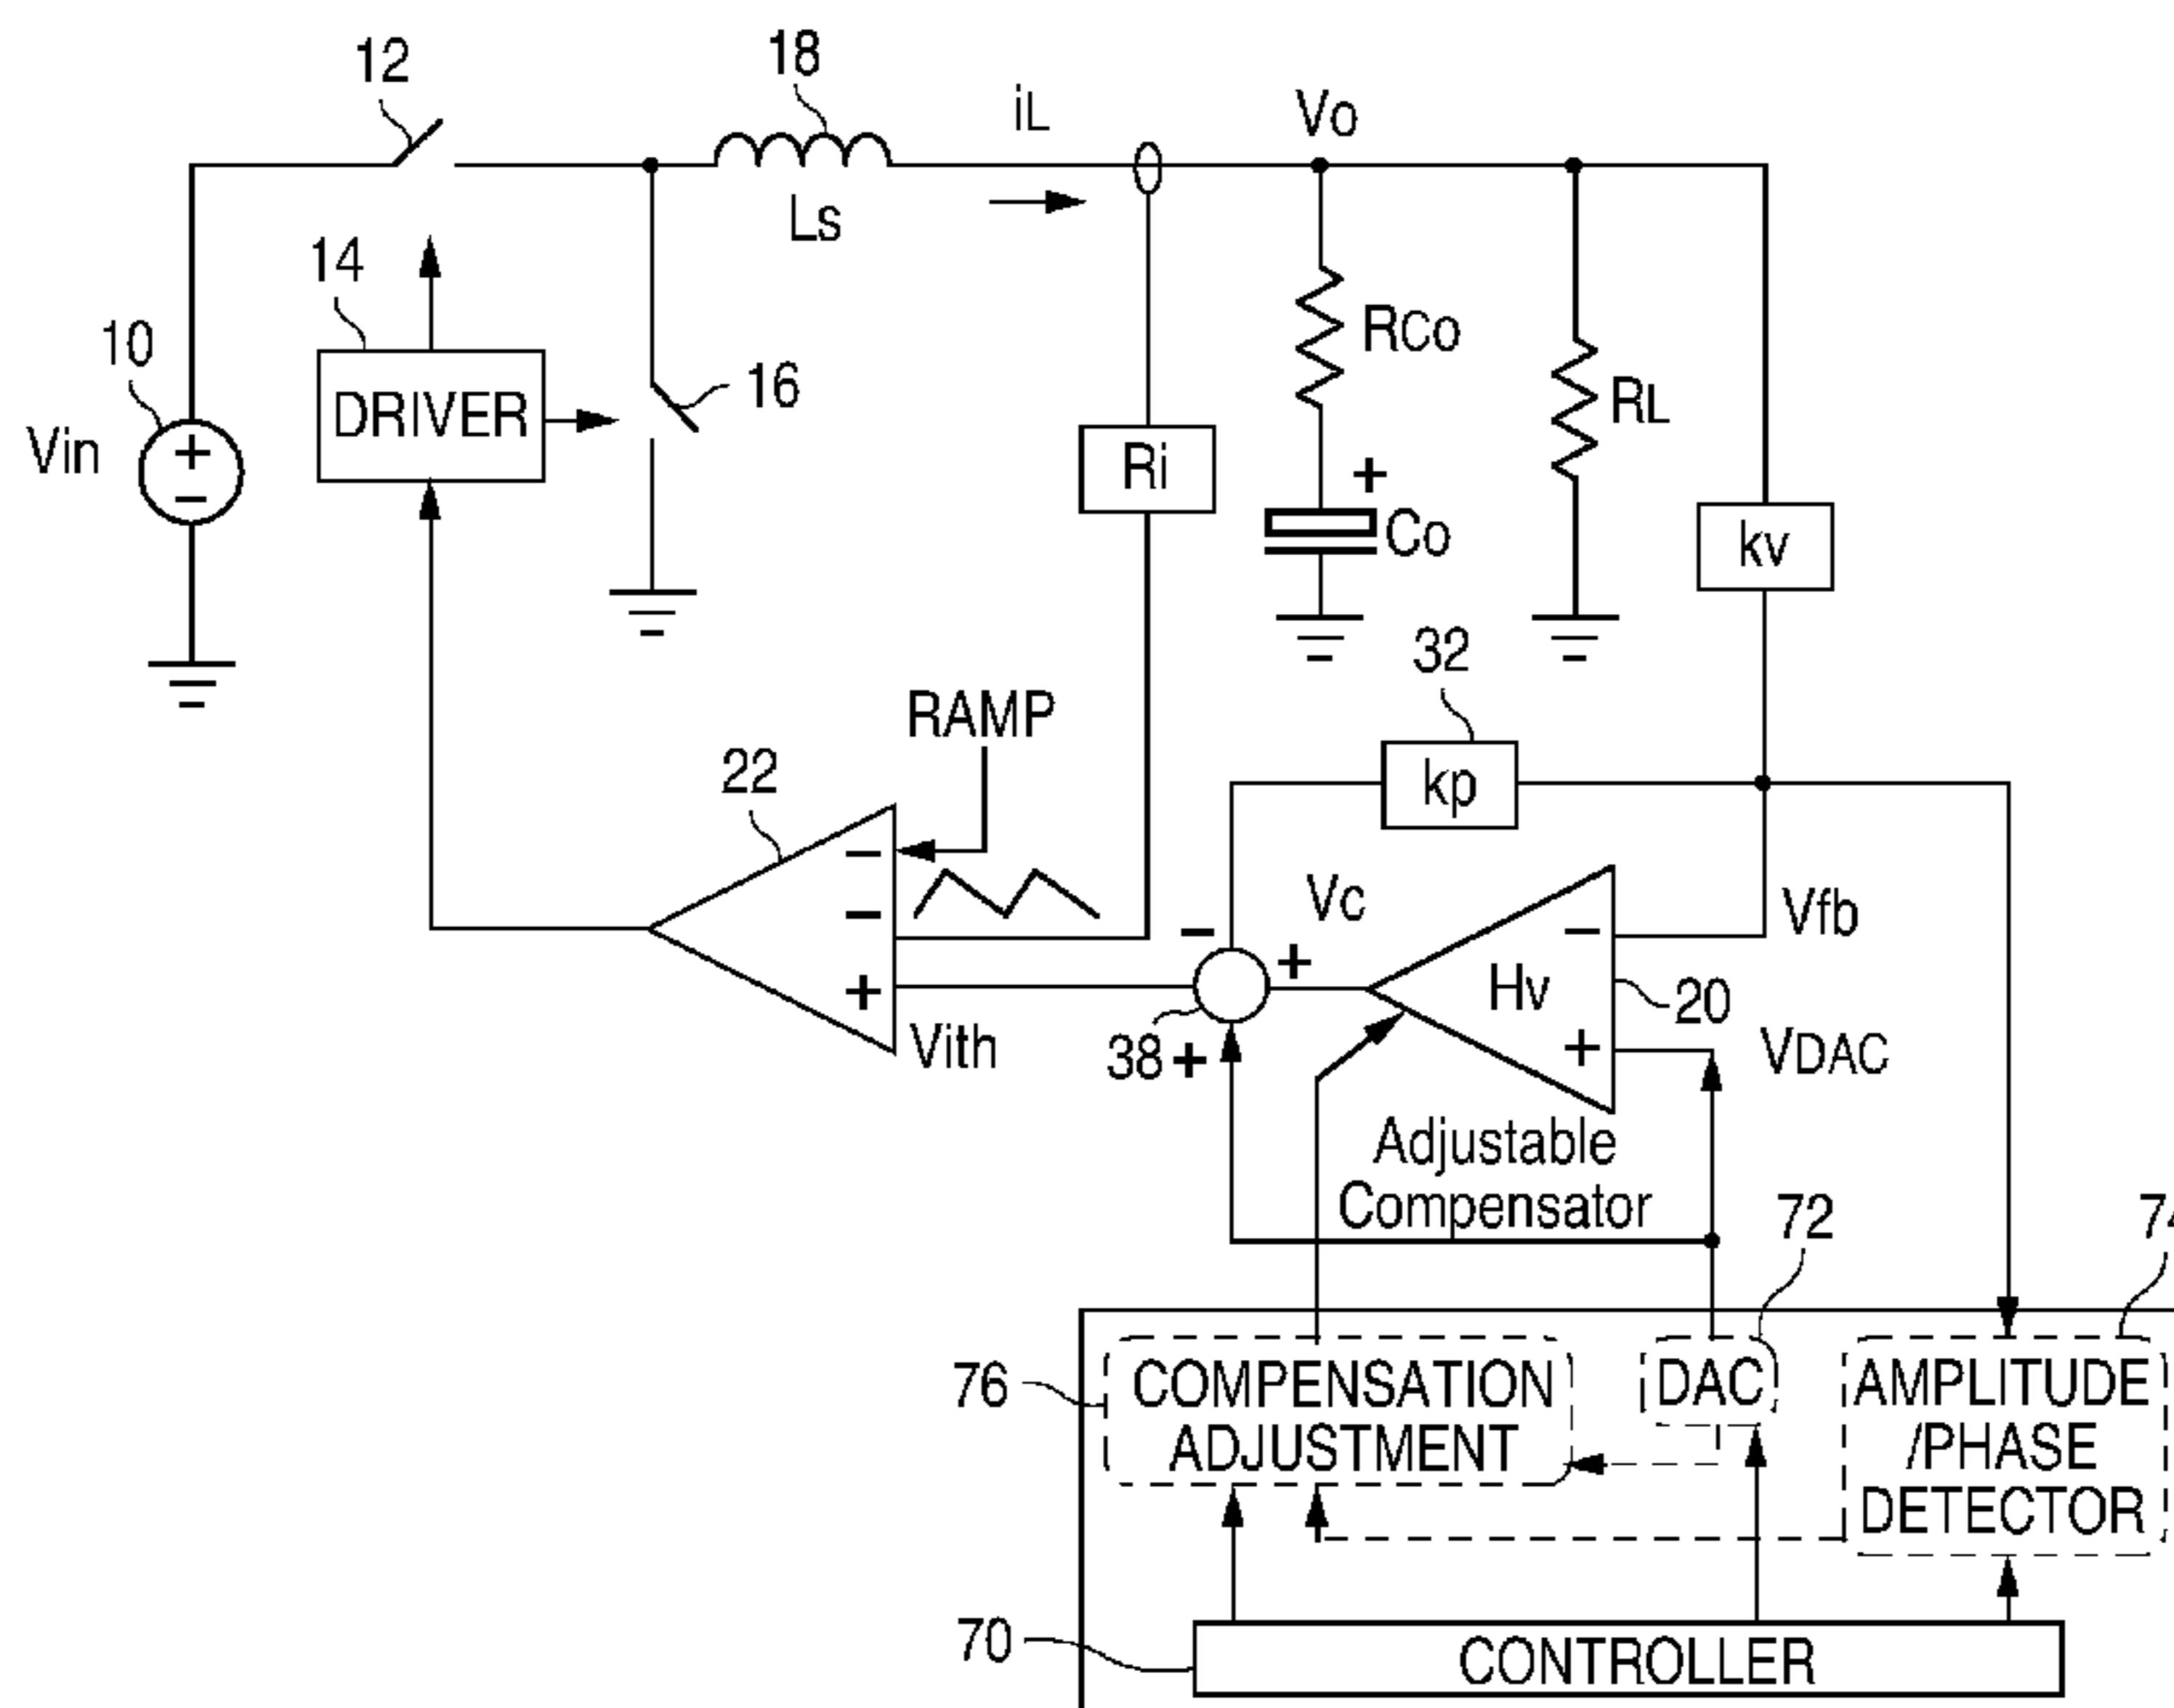 12
18
iL
Vo
Ls
14
10
Vin
+
−
DRIVER
16
Ri
RCo
+
Co
RL
kv
32
kp
RAMP
22
−
−
+
Vith
−
+
Vc
38
+
Hv
−
+
Vfb
20
VDAC
Adjustable
Compensator
72
76
COMPENSATION
ADJUSTMENT
DAC
AMPLITUDE
/PHASE
DETECTOR
70
CONTROLLER